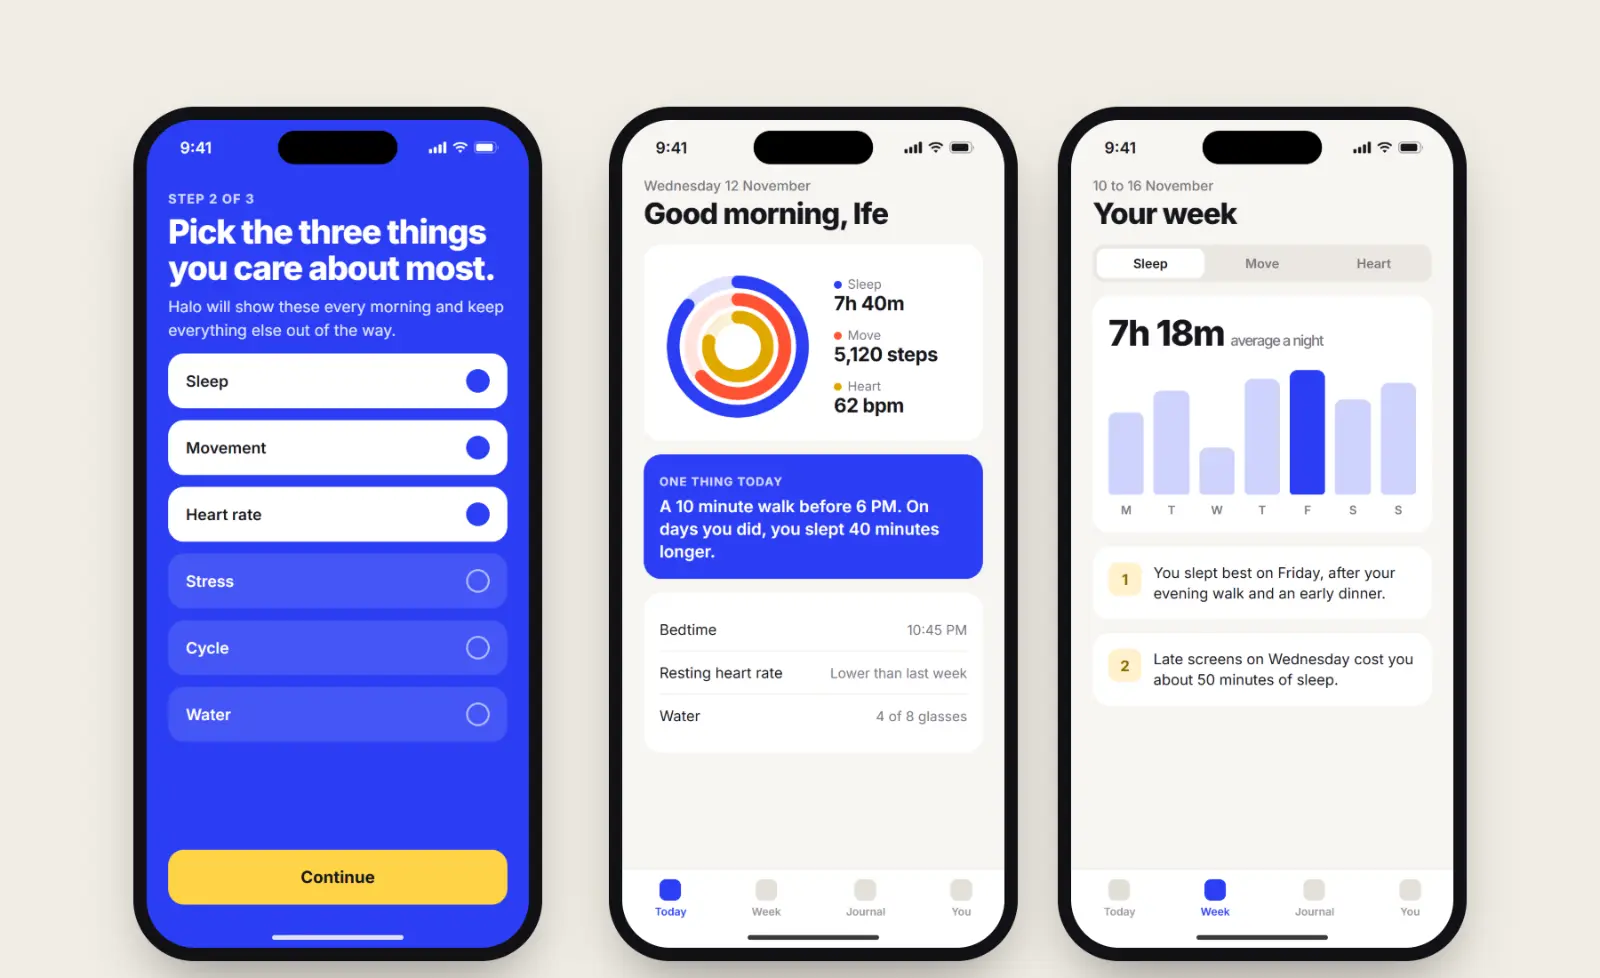 9:41
STEP 2 OF 3
Pick the three things
you care about most.
Halo will show these every morning and keep
everything else out of the way.
Sleep
Movement
Heart rate
Stress
Cycle
Water
Continue
9:41
Wednesday 12 November
Good morning, Ife
Sleep
7h 40m
Move
5,120 steps
Heart
62 bpm
ONE THING TODAY
A 10 minute walk before 6 PM. On
days you did, you slept 40 minutes
longer.
Bedtime 10:45 PM
Resting heart rate Lower than last week
Water 4 of 8 glasses
Today Week Journal You
9:41
10 to 16 November
Your week
Sleep Move Heart
7h 18m average a night
M T W T F S S
1 You slept best on Friday, after your
evening walk and an early dinner.
2 Late screens on Wednesday cost you
about 50 minutes of sleep.
Today Week Journal You